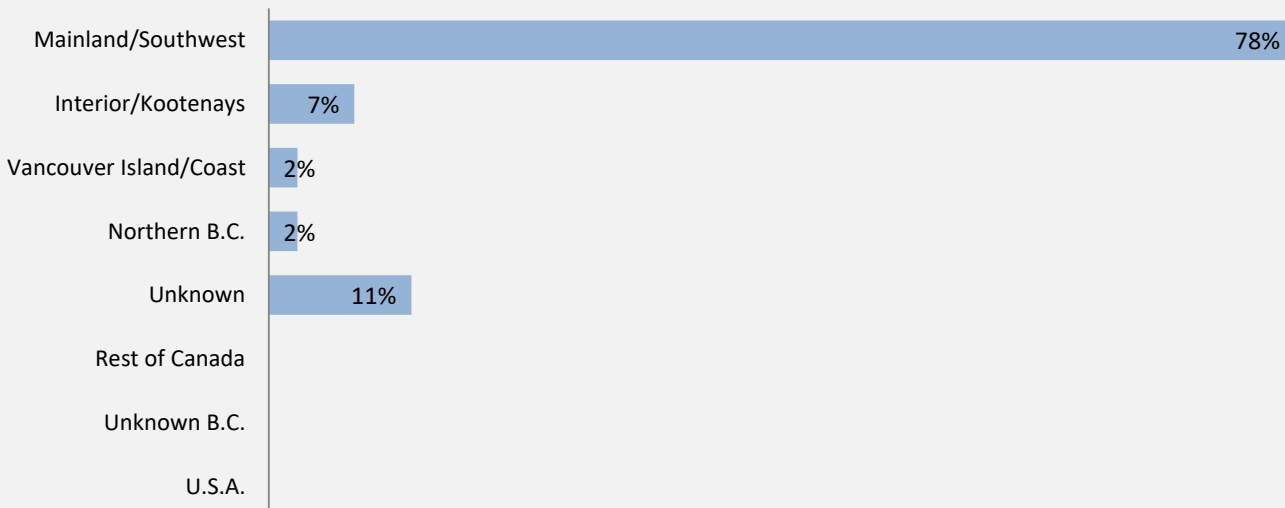 Mainland/Southwest 78%
Interior/Kootenays 7%
Vancouver Island/Coast 2%
Northern B.C. 2%
Unknown 11%
Rest of Canada
Unknown B.C.
U.S.A.